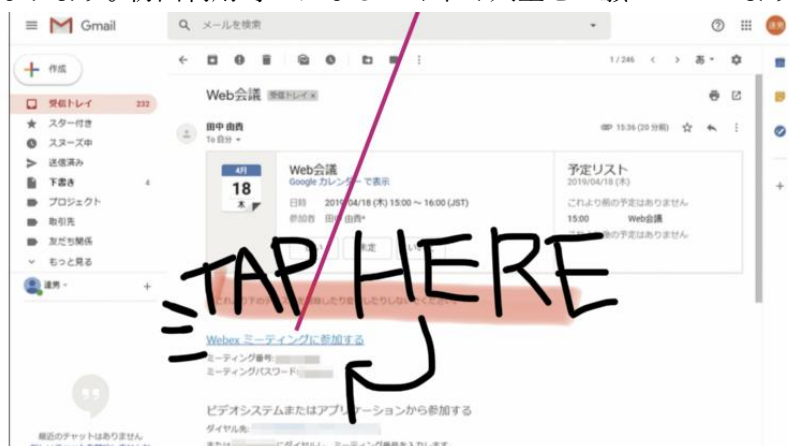 Gmail
メールを検索
作成
1 / 246
あ
受信トレイ 232
スター付き
スヌーズ中
送信済み
下書き 4
プロジェクト
取引先
友だち関係
もっと見る
達男
Web会議 受信トレイ x
田中 由貴
To 自分
15:36 (20 分前)
4月
18
木
Web会議
Google カレンダーで表示
日時 2019/04/18 (木) 15:00 ～ 16:00 (JST)
参加者 田中 由貴*
予定リスト
2019/04/18 (木)
これより前の予定はありません
15:00 Web会議
これより後の予定はありません
TAP HERE
Webex ミーティングに参加する
ミーティング番号:
ミーティングパスワード:
ビデオシステムまたはアプリケーションから参加する
ダイヤル先:
最近のチャットはありません